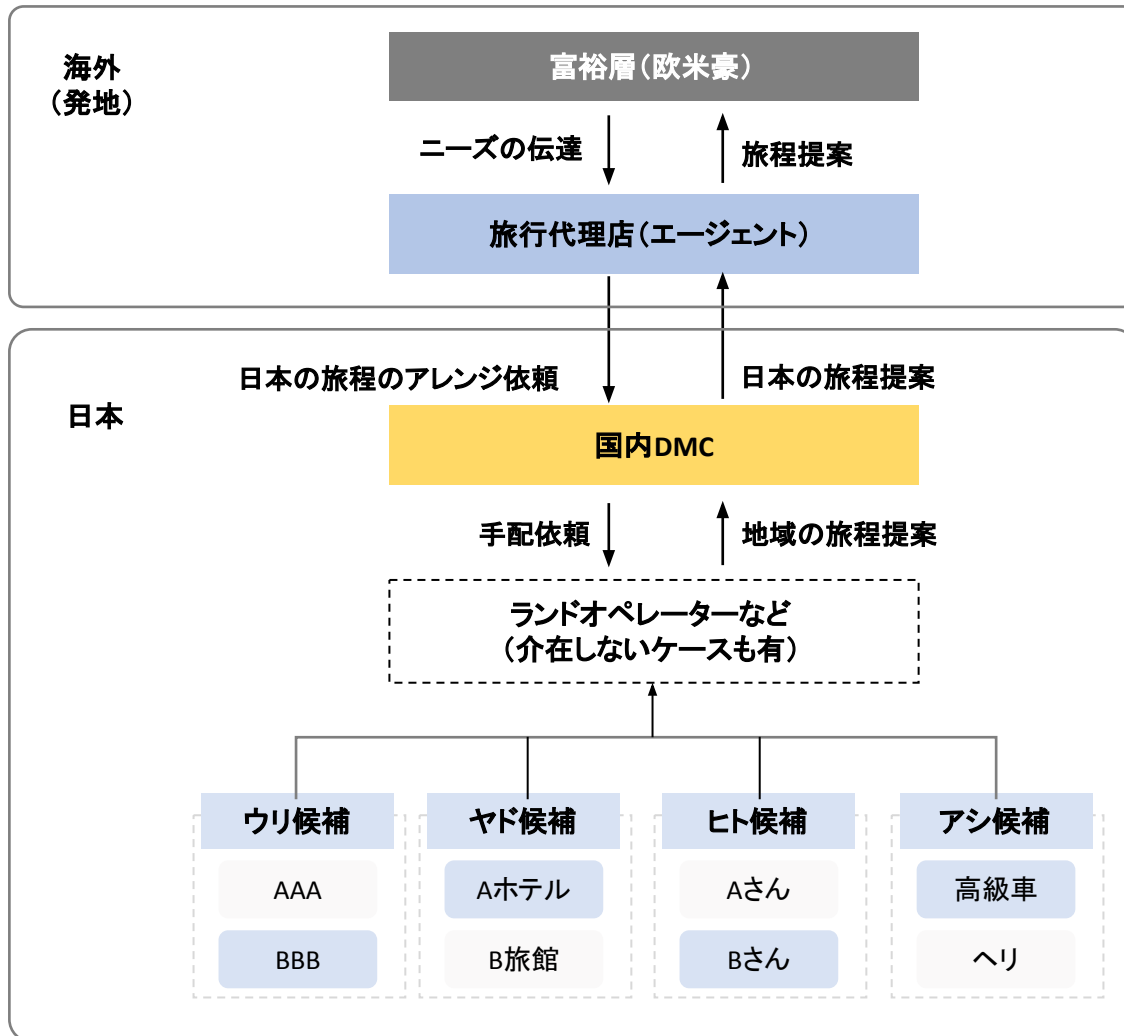 海外
（発地）
富裕層（欧米豪）
ニーズの伝達
旅程提案
旅行代理店（エージェント）
日本の旅程のアレンジ依頼
日本の旅程提案
日本
国内DMC
手配依頼
地域の旅程提案
ランドオペレーターなど
（介在しないケースも有）
ウリ候補
ヤド候補
ヒト候補
アシ候補
AAA
Aホテル
Aさん
高級車
BBB
B旅館
Bさん
ヘリ